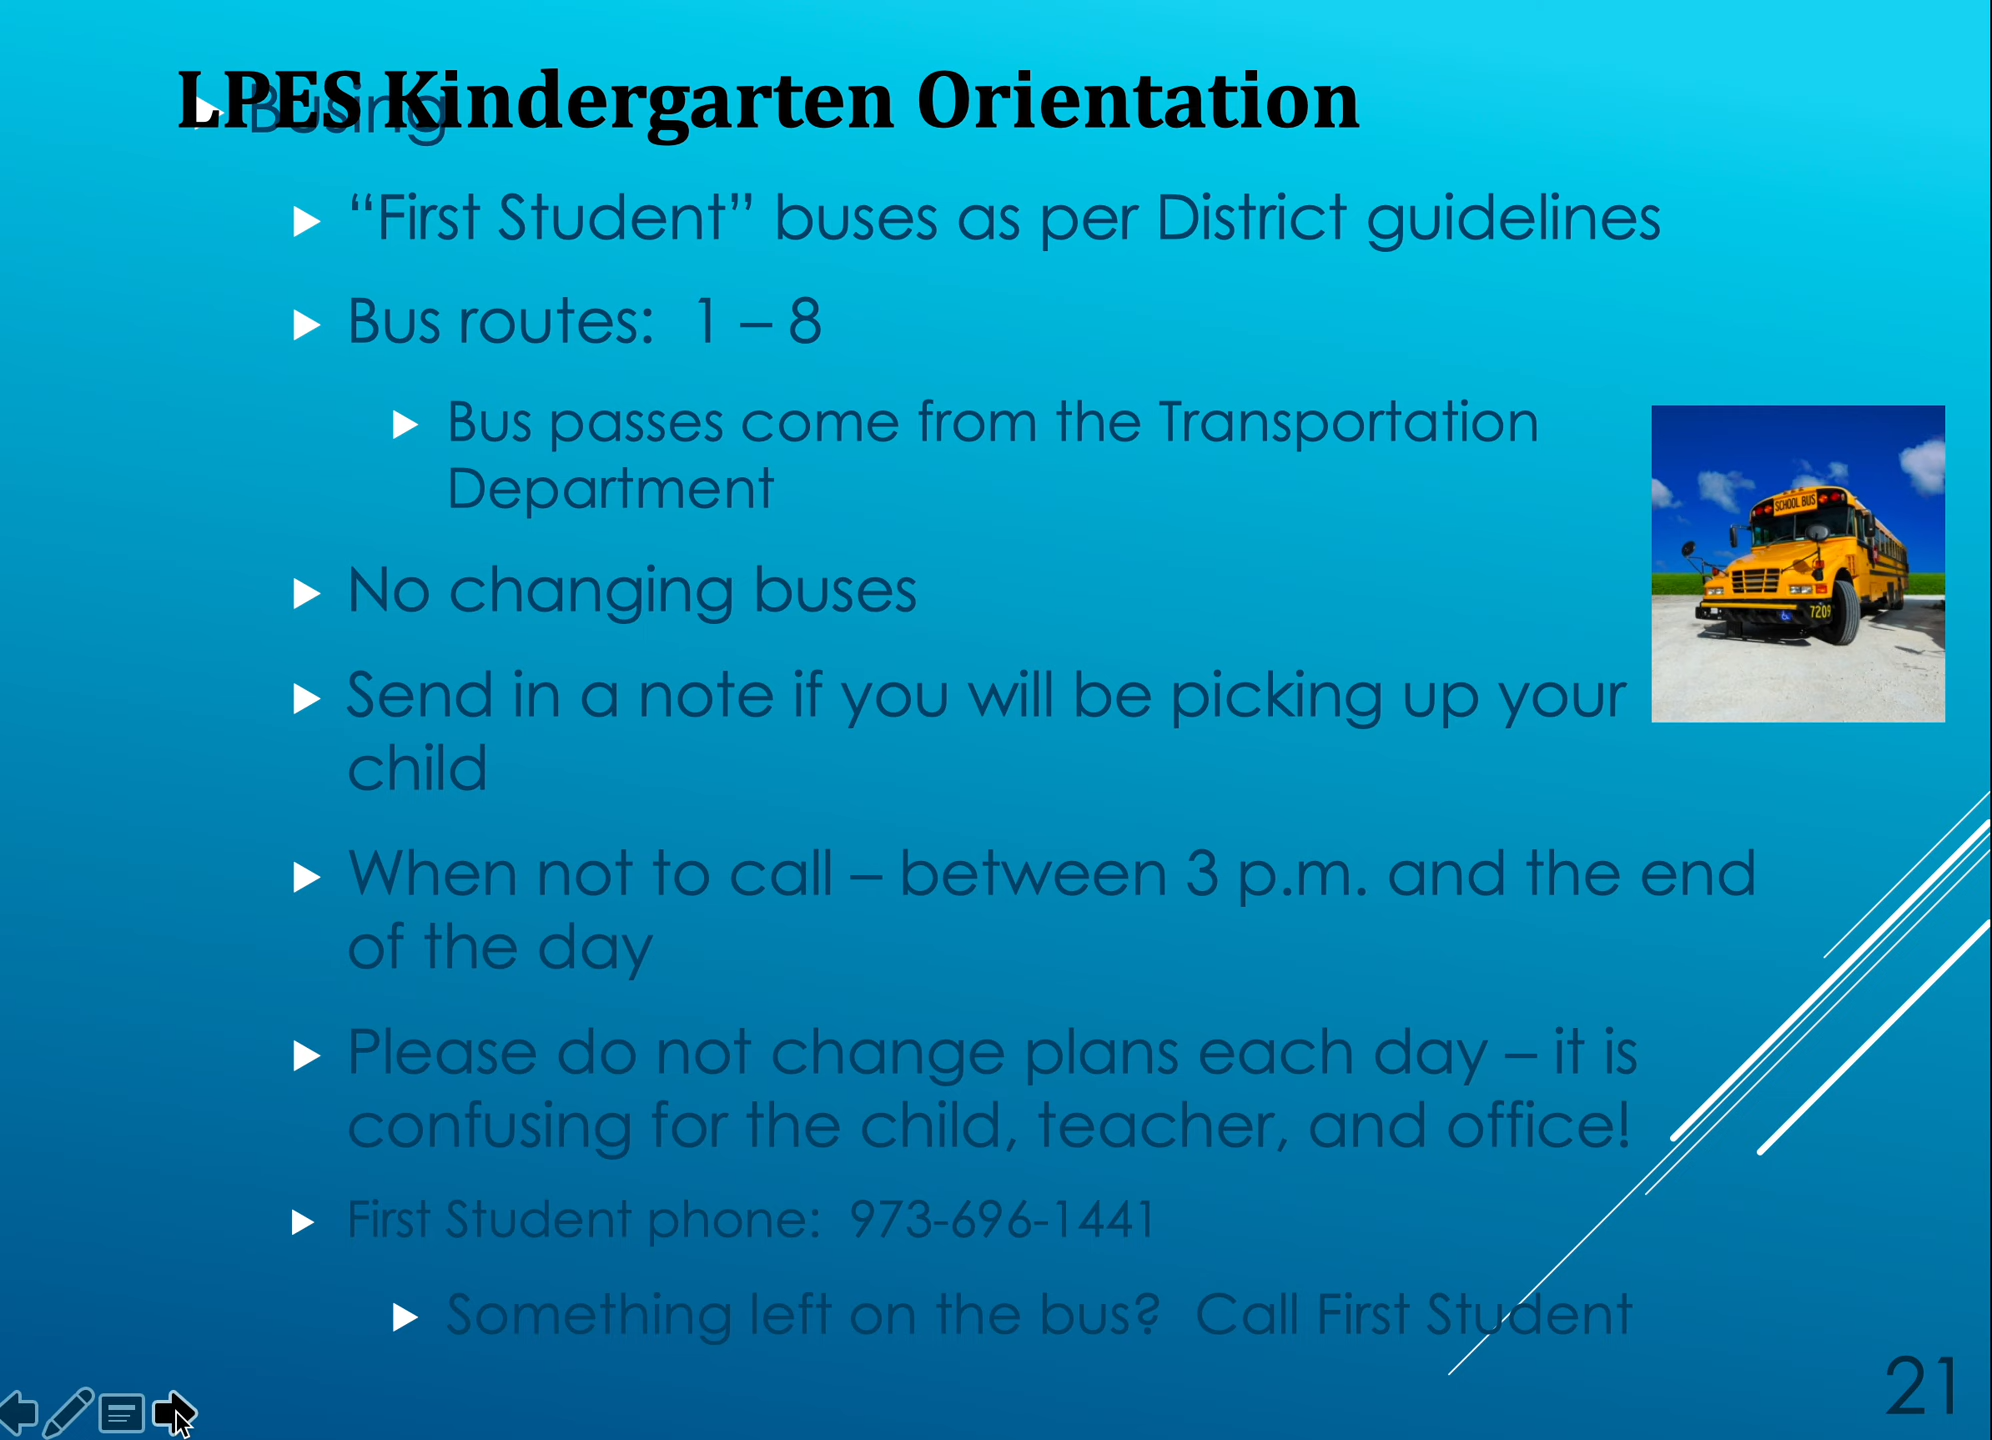 LPES Kindergarten Orientation
Busing
“First Student” buses as per District guidelines
Bus routes:  1 – 8
Bus passes come from the Transportation
Department
SCHOOL BUS
7209
No changing buses
Send in a note if you will be picking up your
child
When not to call – between 3 p.m. and the end
of the day
Please do not change plans each day – it is
confusing for the child, teacher, and office!
First Student phone:  973-696-1441
Something left on the bus?  Call First Student
21